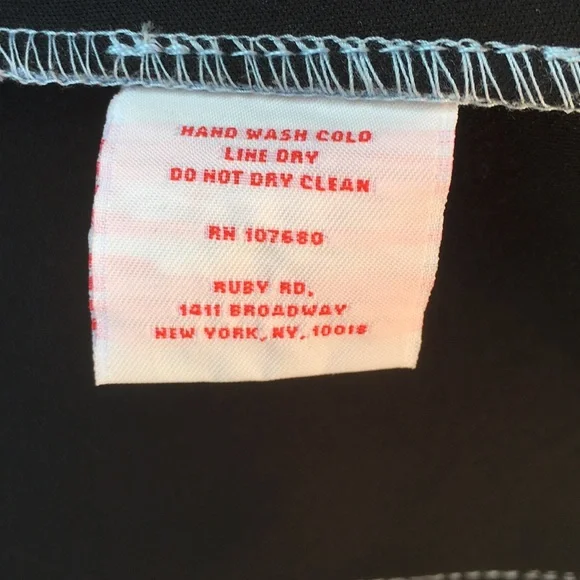 HAND WASH COLD
LINE DRY
DO NOT DRY CLEAN
RN 107680
RUBY RD,
1411 BROADWAY
NEW YORK, NY, 10018